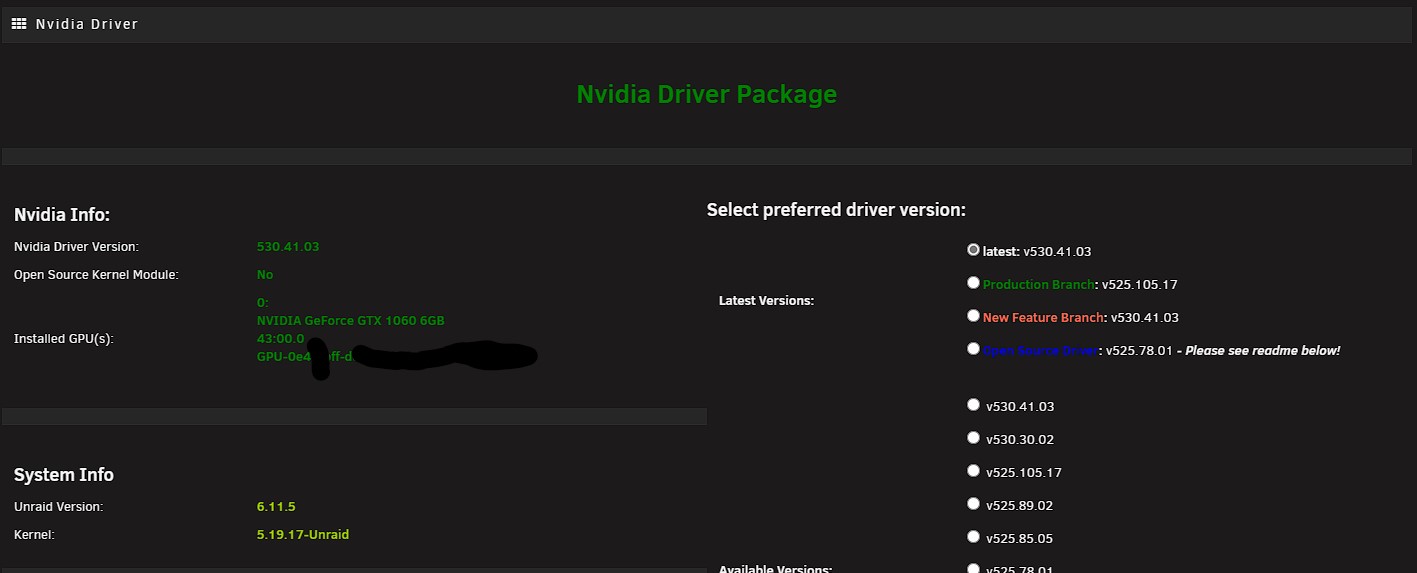 Nvidia Driver
Nvidia Driver Package
Nvidia Info:
Nvidia Driver Version: 530.41.03
Open Source Kernel Module: No
Installed GPU(s):
0:
NVIDIA GeForce GTX 1060 6GB
43:00.0
GPU-0e4 off-d
System Info
Unraid Version: 6.11.5
Kernel: 5.19.17-Unraid
Select preferred driver version:
Latest Versions:
latest: v530.41.03
Production Branch: v525.105.17
New Feature Branch: v530.41.03
Open Source Driver: v525.78.01 - Please see readme below!
Available Versions:
v530.41.03
v530.30.02
v525.105.17
v525.89.02
v525.85.05
v525.78.01